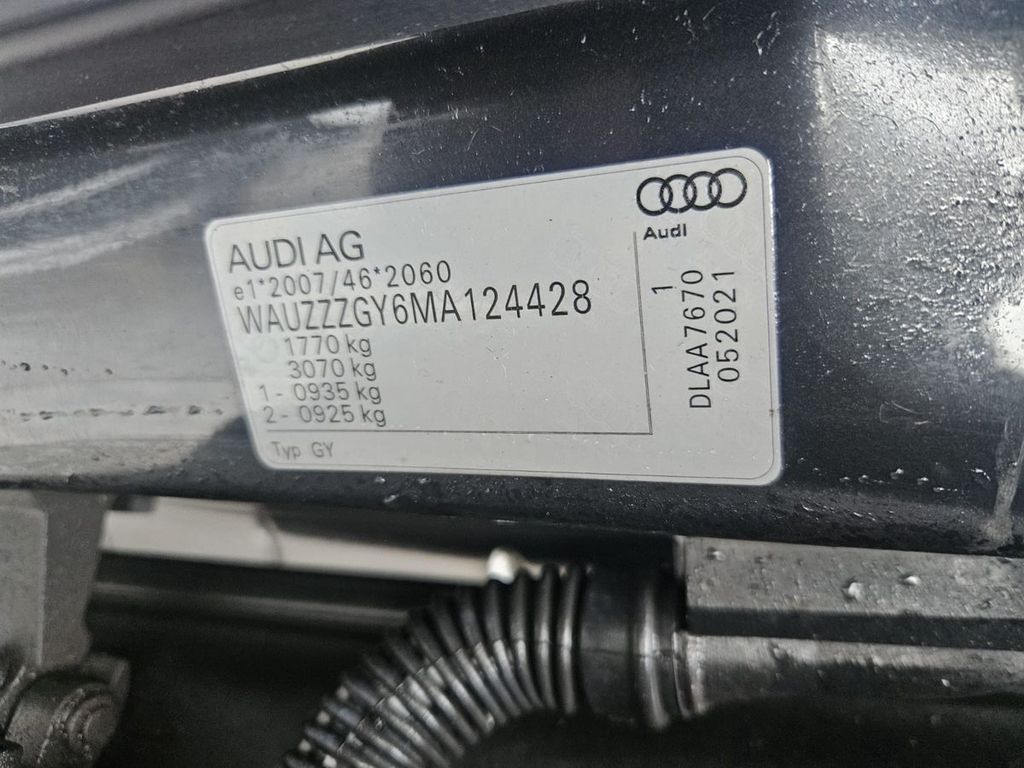 AUDI AG
e1*2007/46*2060
WAUZZZGY6MA124428
1770 kg
3070 kg
1 - 0935 kg
2 - 0925 kg
Typ GY
Audi
1
DLAA7670
052021